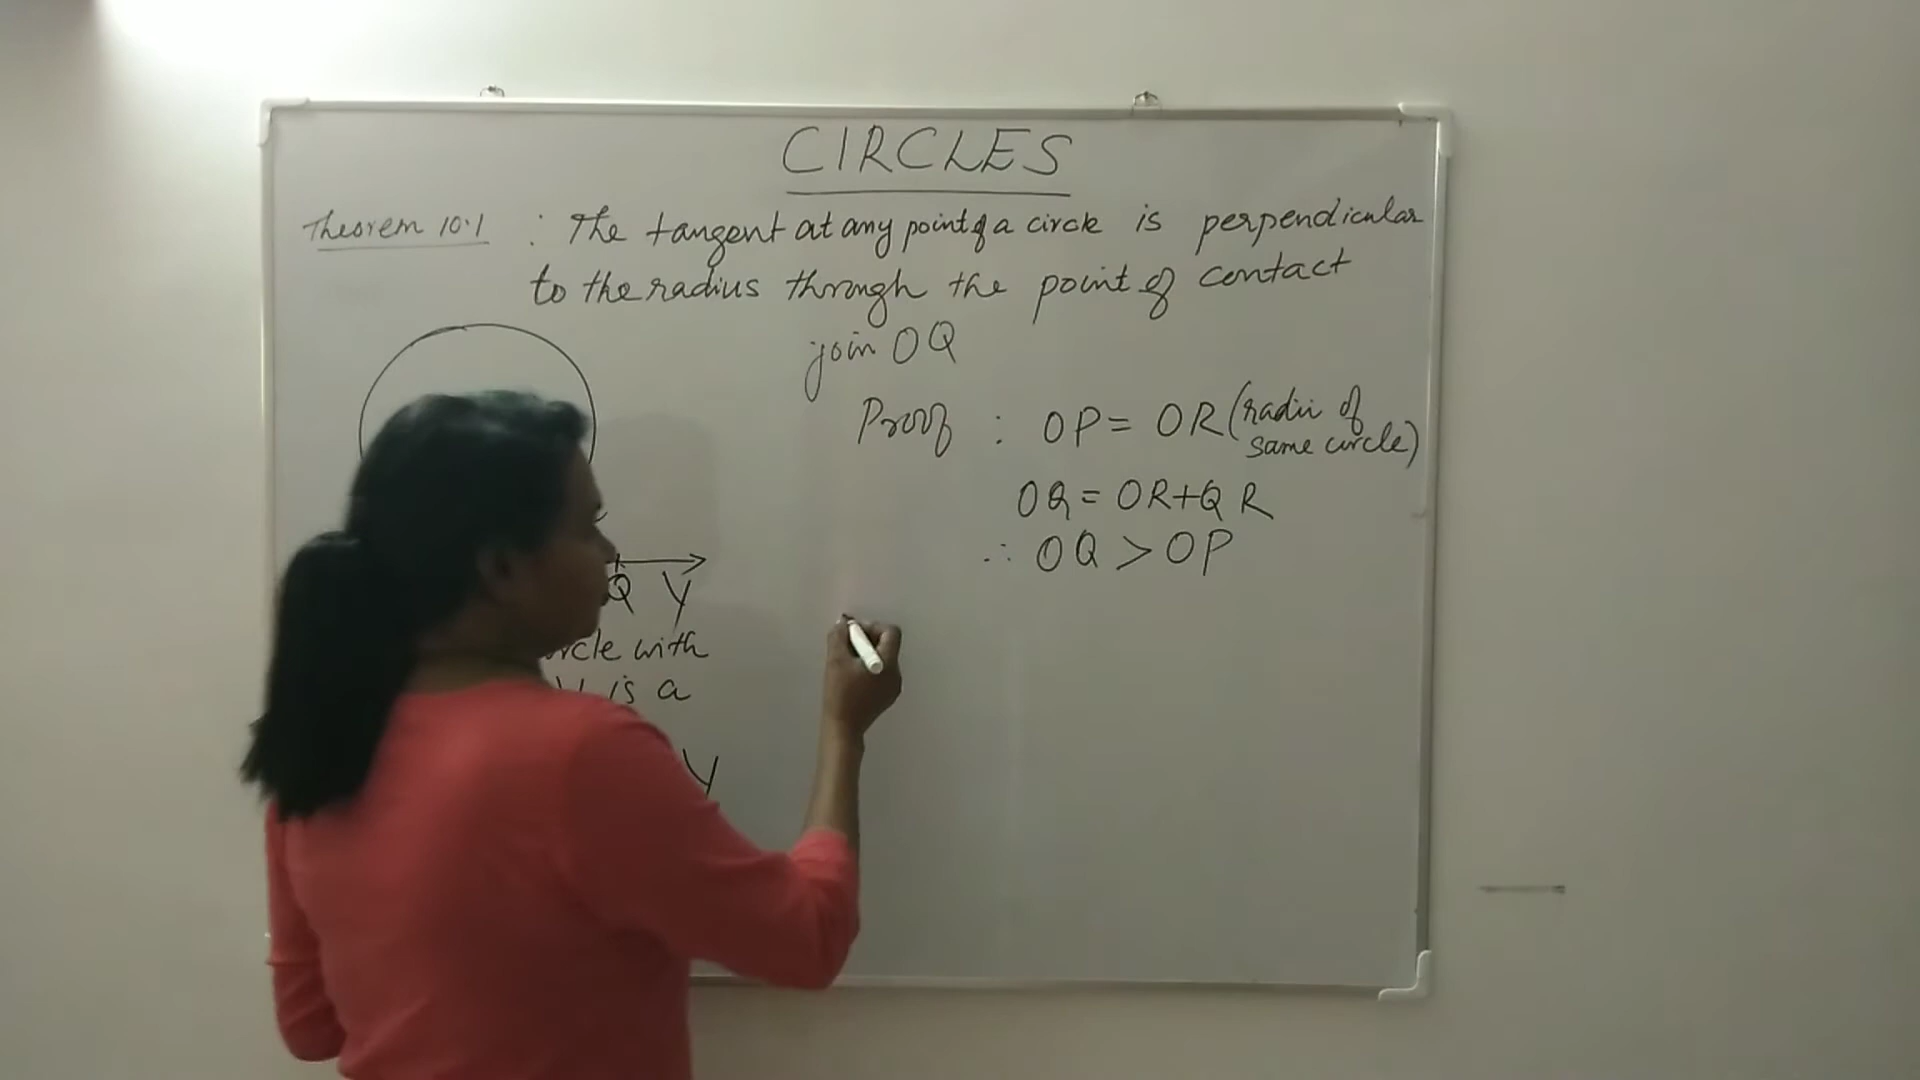 CIRCLES
Theorem 10.1 : The tangent at any point of a circle is perpendicular
to the radius through the point of contact
join OQ
Proof : OP = OR (radii of
same circle)
OQ = OR+QR
∴ OQ > OP
Q Y
with
is a
Y